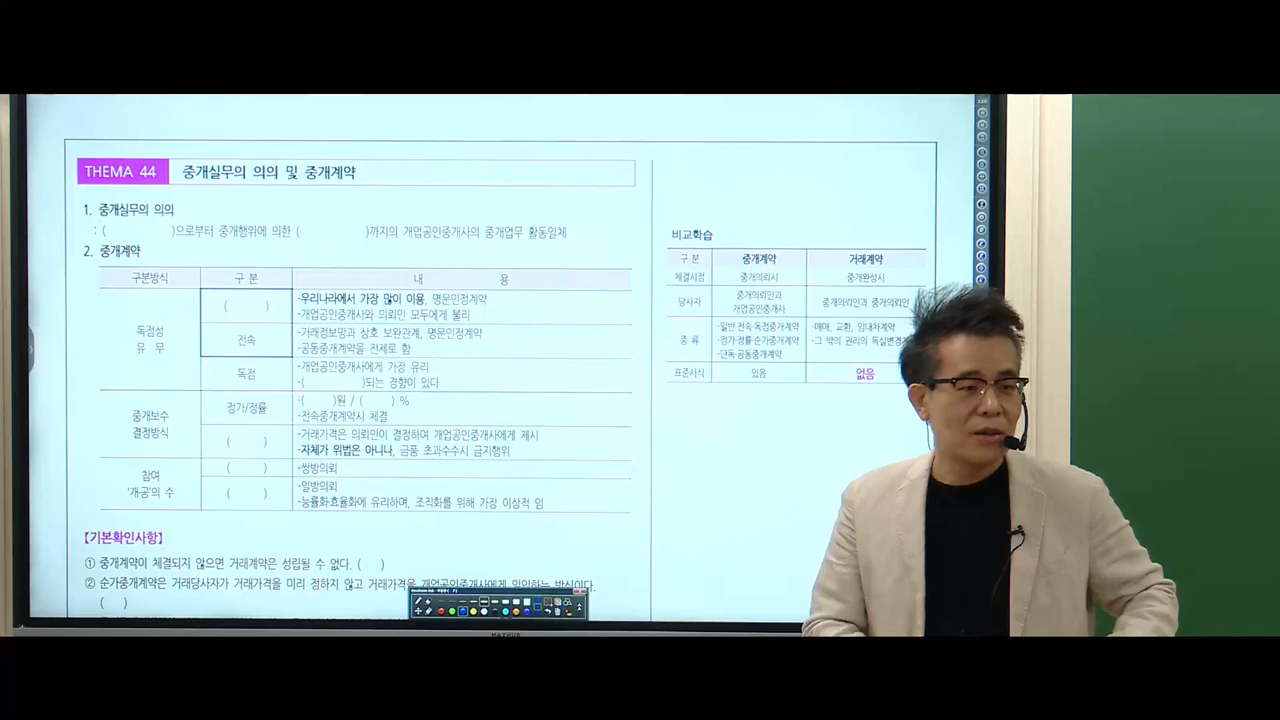 THEMA 44 중개실무의 의의 및 중개계약
1. 중개실무의 의의
: ( )으로부터 중개행위에 의한 ( )까지의 개업공인중개사의 중개업무 활동일체
2. 중개계약
구분방식 구 분 내 용
독점성
유 무
( )
-우리나라에서 가장 많이 이용, 명문인정계약
-개업공인중개사와 의뢰인 모두에게 불리
전속
-거래정보망과 상호 보완관계, 명문인정계약
-공동중개계약을 전제로 함
독점
-개업공인중개사에게 가장 유리
-( )되는 경향이 있다
중개보수
결정방식
정가/정률
-( )원 / ( ) %
-전속중개계약시 체결
( )
-거래가격은 의뢰인이 결정하여 개업공인중개사에게 제시
-자체가 위법은 아니나, 금품 초과수수시 금지행위
참여
'개공'의 수
( )
-쌍방의뢰
( )
-일방의뢰
-능률화·효율화에 유리하며, 조직화를 위해 가장 이상적 임
【기본확인사항】
① 중개계약이 체결되지 않으면 거래계약은 성립될 수 없다. ( )
② 순가중개계약은 거래당사자가 거래가격을 미리 정하지 않고 거래가격을 개업공인중개사에게 일임하는 방식이다.
( )
비교학습
구 분 중개계약 거래계약
체결시점 중개의뢰시 중개완성시
당사자
중개의뢰인과
개업공인중개사
중개의뢰인과 중개의뢰인
종 류
-일반·전속·독점중개계약
-정가·정률·순가중개계약
-단독·공동중개계약
-매매, 교환, 임대차계약
-그 밖의 권리의 득실변경
표준서식 있음 없음
MAXHUB